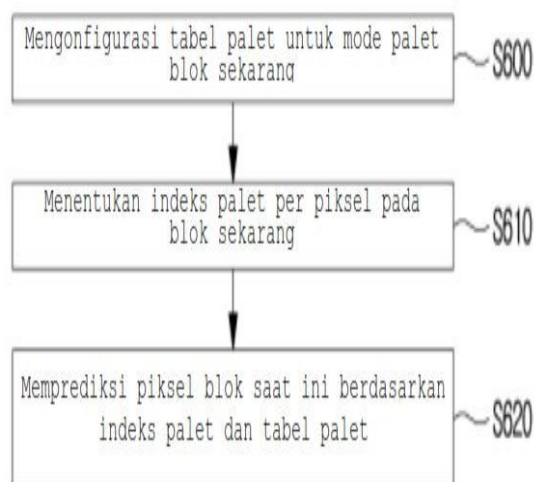 Mengonfigurasi tabel palet untuk mode palet
blok sekarang
S600
Menentukan indeks palet per piksel pada
blok sekarang
S610
Memprediksi piksel blok saat ini berdasarkan
indeks palet dan tabel palet
S620